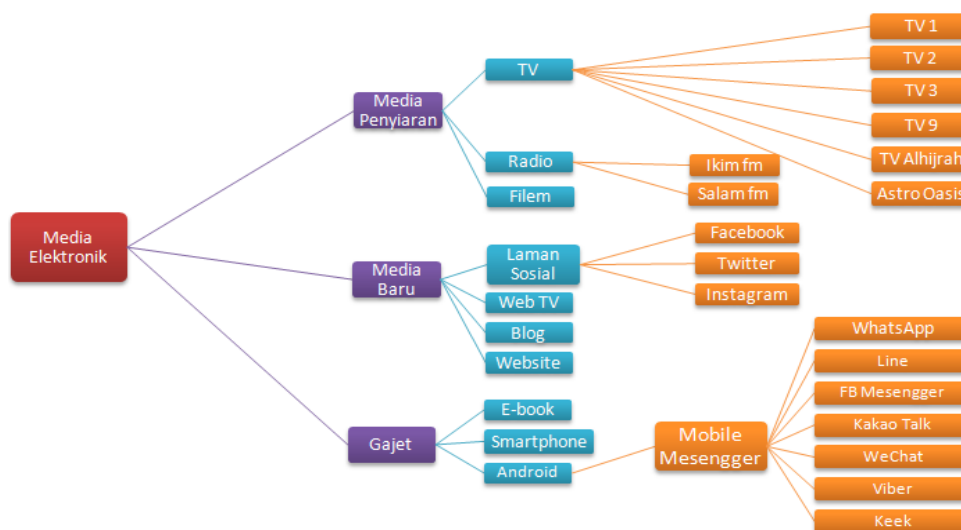 Media
Elektronik
Media
Penyiaran
TV
TV 1
TV 2
TV 3
TV 9
TV Alhijrah
Astro Oasis
Radio
Ikim fm
Salam fm
Filem
Media
Baru
Laman
Sosial
Facebook
Twitter
Instagram
Web TV
Blog
Website
Gajet
E-book
Smartphone
Android
Mobile
Mesengger
WhatsApp
Line
FB Mesengger
Kakao Talk
WeChat
Viber
Keek